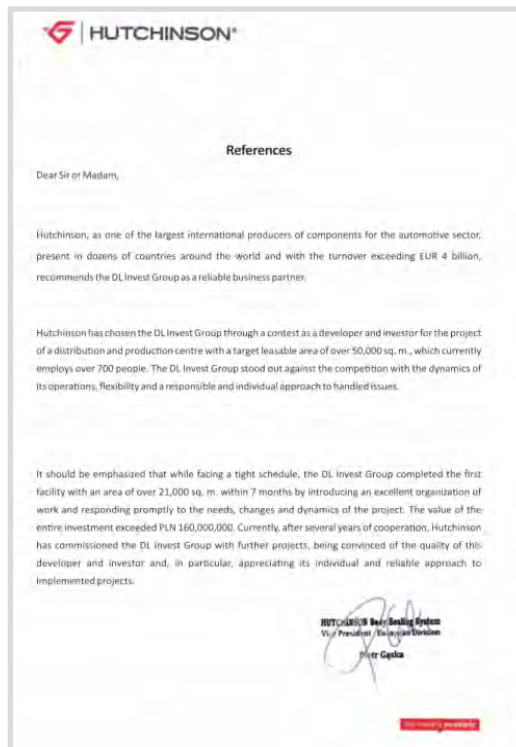 HUTCHINSON®
References
Dear Sir or Madam,
Hutchinson, as one of the largest international producers of components for the automotive sector,
present in dozens of countries around the world and with the turnover exceeding EUR 4 billion,
recommends the DL Invest Group as a reliable business partner.
Hutchinson has chosen the DL Invest Group through a contest as a developer and investor for the project
of a distribution and production centre with a target leasable area of over 50,000 sq. m., which currently
employs over 700 people. The DL Invest Group stood out against the competition with the dynamics of
its operations, flexibility and a responsible and individual approach to handled issues.
It should be emphasized that while facing a tight schedule, the DL Invest Group completed the first
facility with an area of over 21,000 sq. m. within 7 months by introducing an excellent organization of
work and responding promptly to the needs, changes and dynamics of the project. The value of the
entire investment exceeded PLN 160,000,000. Currently, after several years of cooperation, Hutchinson
has commissioned the DL Invest Group with further projects, being convinced of the quality of this
developer and investor and, in particular, appreciating its individual and reliable approach to
implemented projects.
HUTCHINSON Body Sealing System
Vice President / European Division
Piotr Gąska